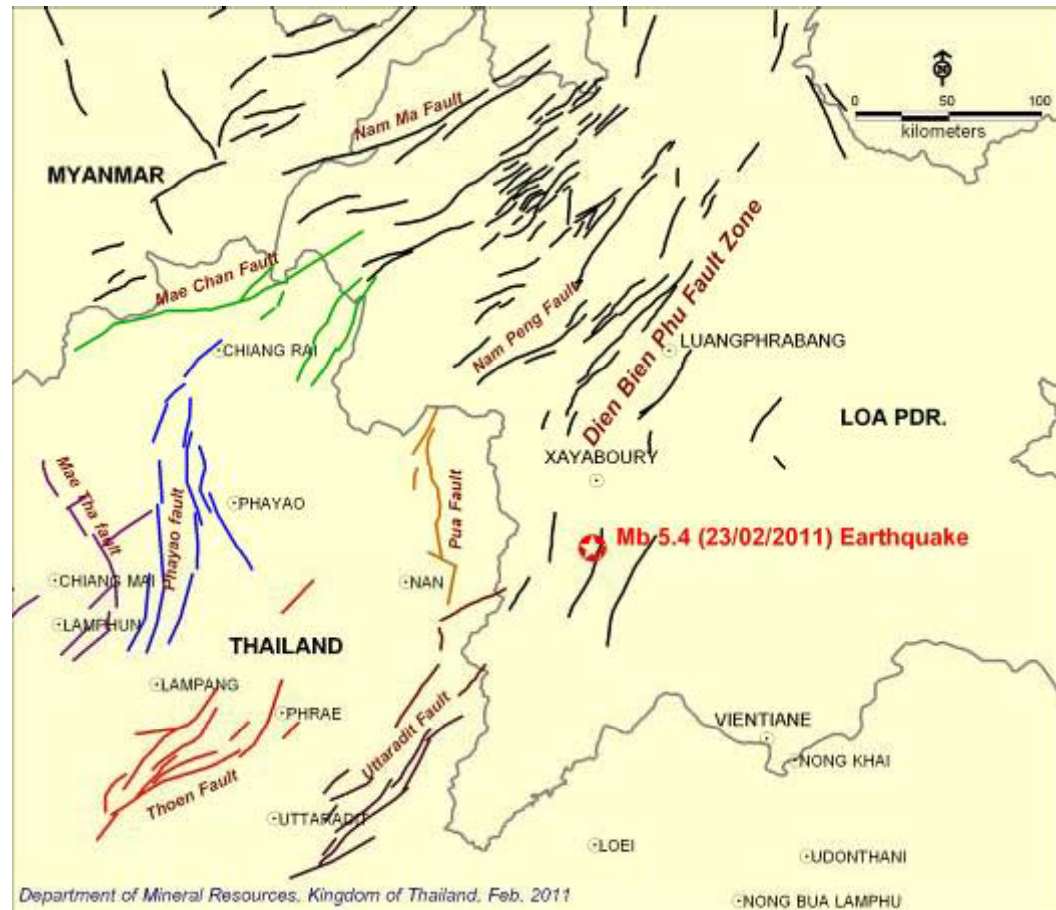 Nam Ma Fault
0 50 100
kilometers
MYANMAR
Mae Chan Fault
Dien Bien Phu Fault Zone
Nam Peng Fault
CHIANG RAI
LUANGPHRABANG
LOA PDR.
XAYABOURY
Mae Tha fault
Phayao fault
PHAYAO
Pua Fault
Mb 5.4 (23/02/2011) Earthquake
CHIANG MAI
NAN
LAMPHUN
THAILAND
LAMPANG
PHRAE
Uttaradit Fault
VIENTIANE
NONG KHAI
Thoen Fault
UTTARADIT
LOEI
UDONTHANI
Department of Mineral Resources, Kingdom of Thailand, Feb, 2011
NONG BUA LAMPHU